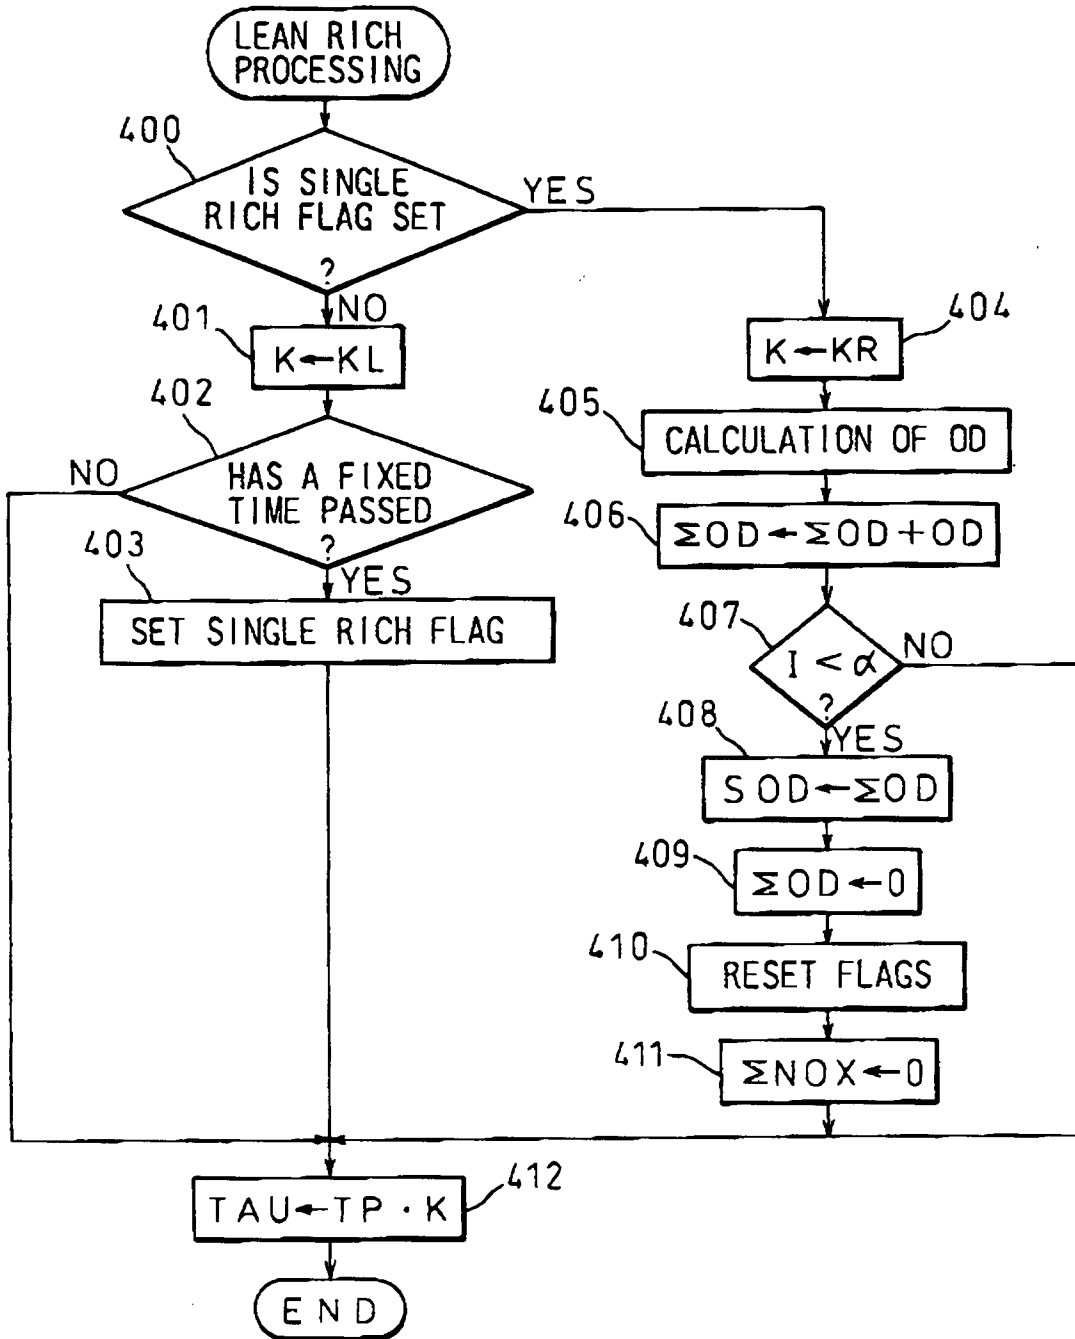 LEAN RICH
PROCESSING
400
IS SINGLE
RICH FLAG SET
?
YES
NO
401
K←KL
402
HAS A FIXED
TIME PASSED
?
NO
YES
403
SET SINGLE RICH FLAG
404
K←KR
405
CALCULATION OF OD
406
ΣOD←ΣOD+OD
407
I < α
?
NO
YES
408
SOD←ΣOD
409
ΣOD←0
410
RESET FLAGS
411
ΣNOX←0
412
TAU←TP・K
END